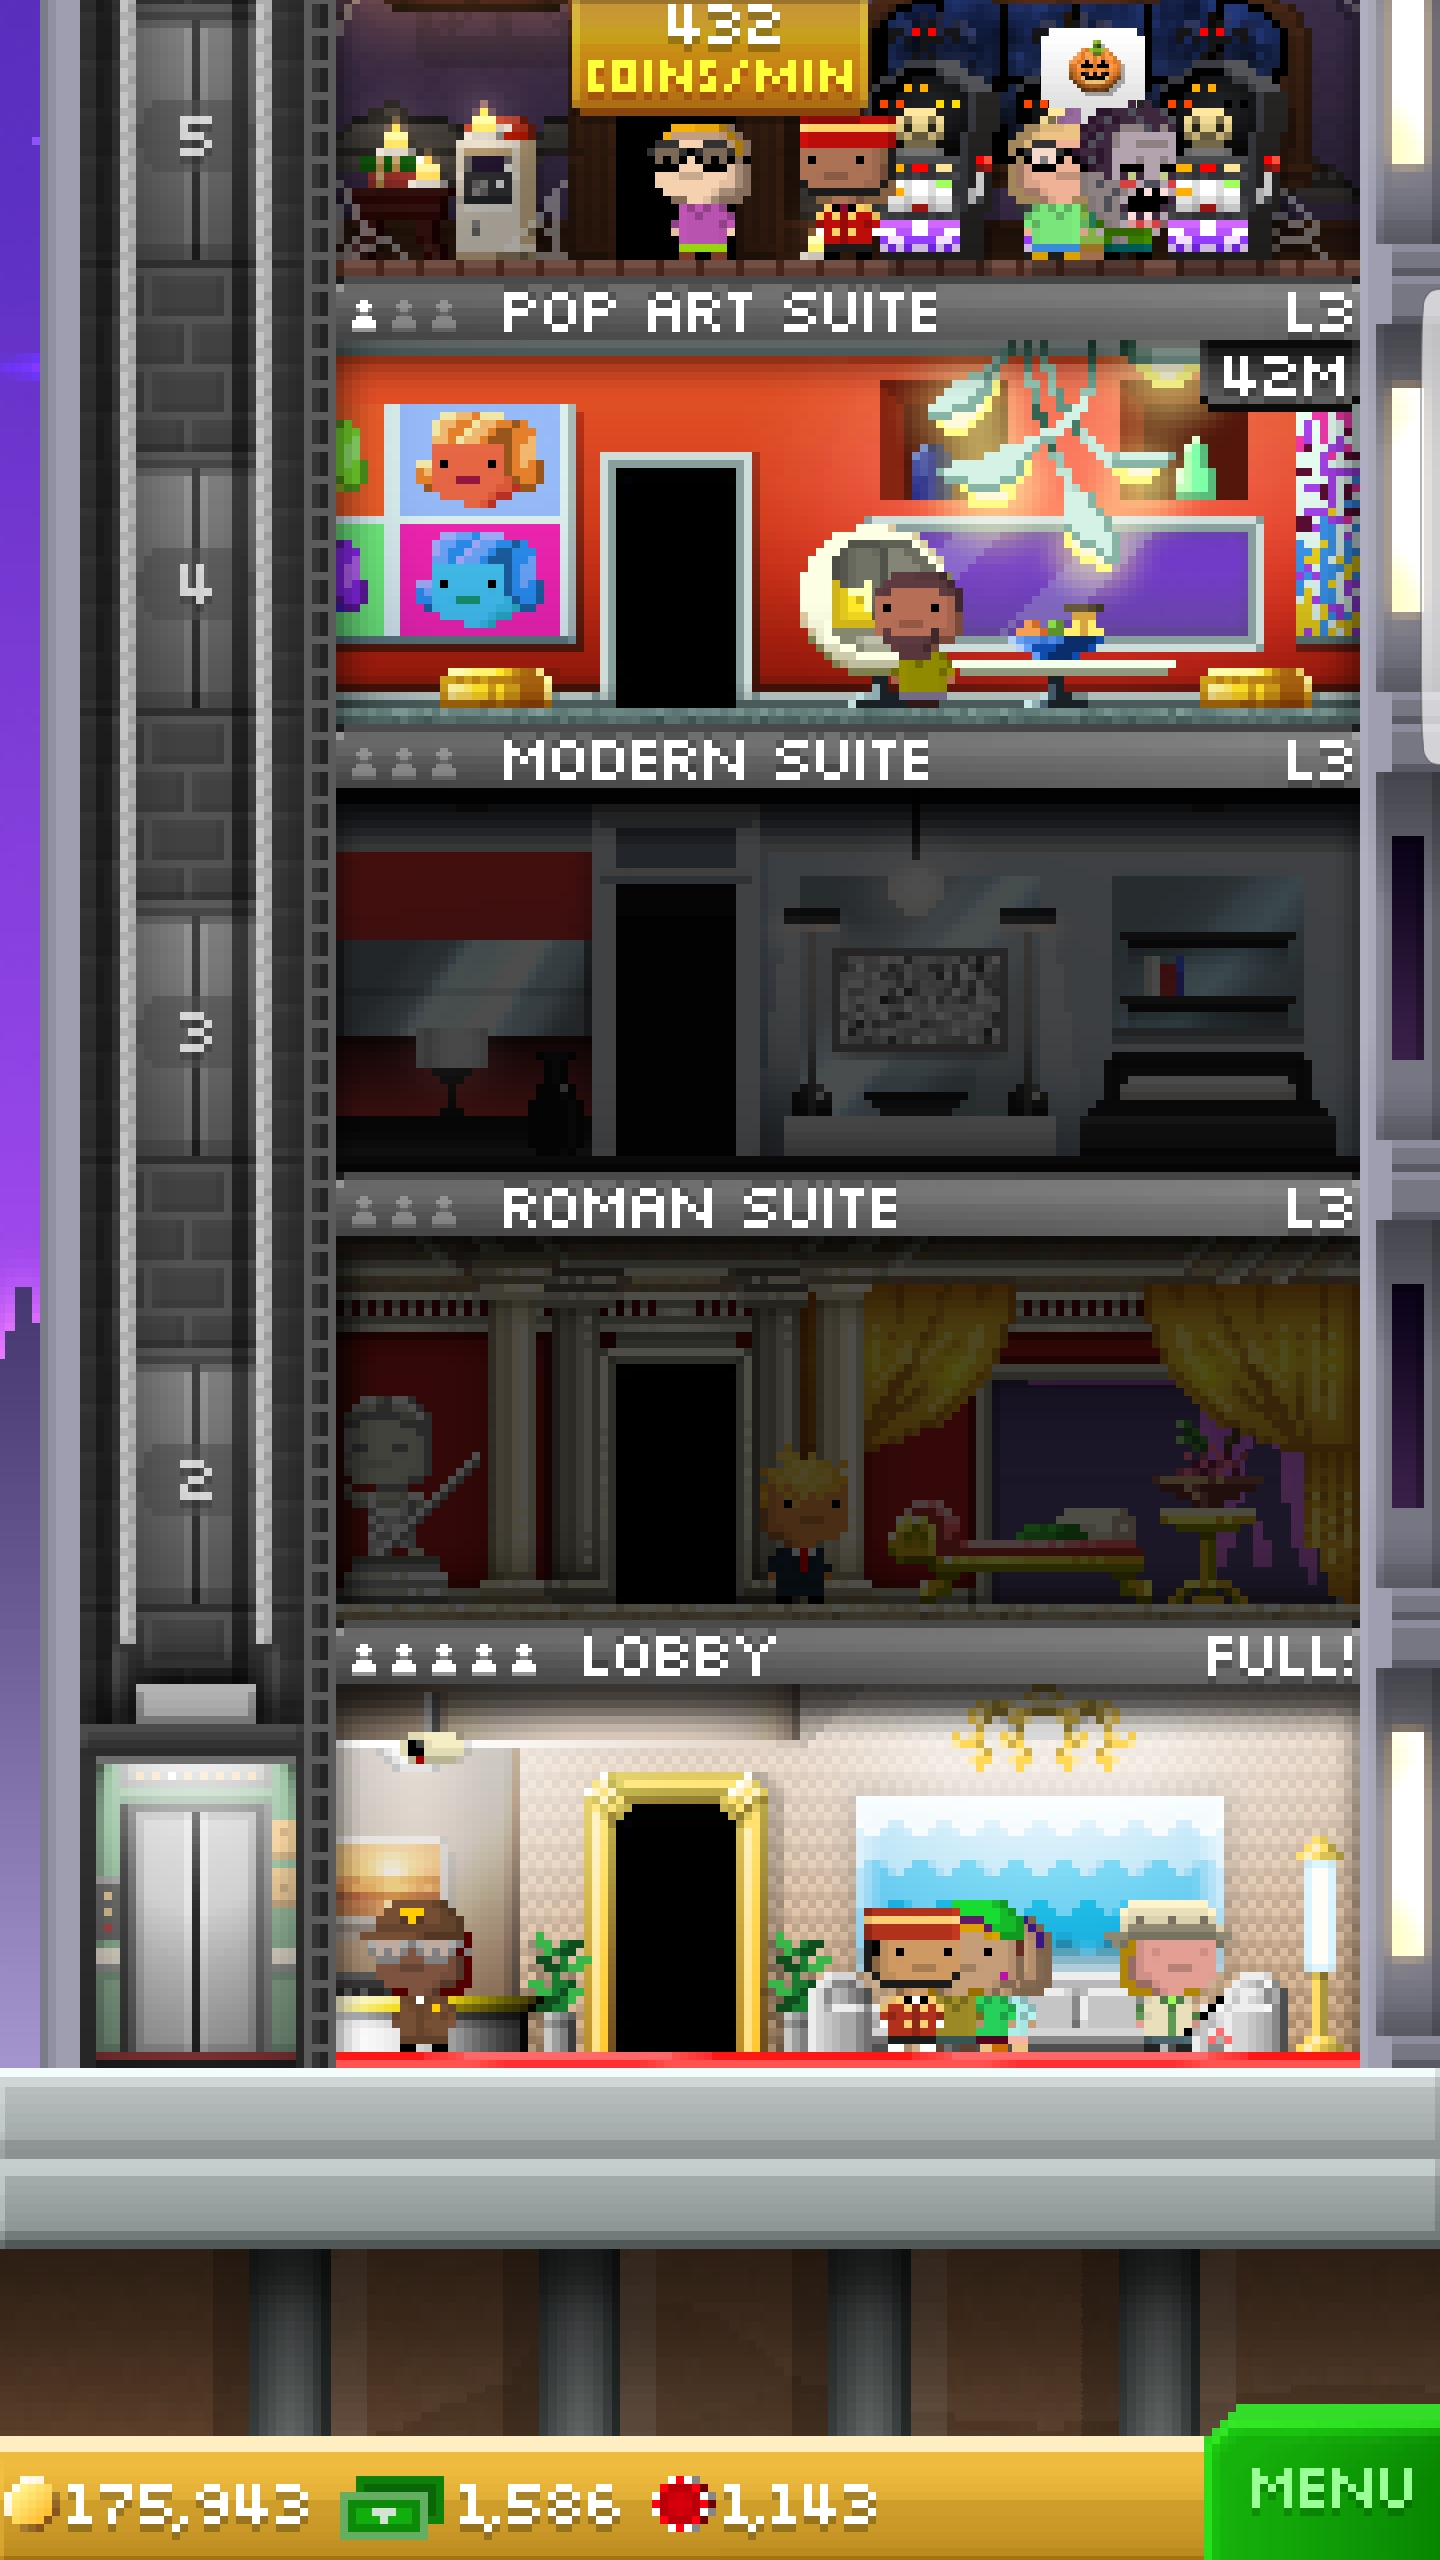 432
COINS/MIN
5
POP ART SUITE L3
42M
4
MODERN SUITE L3
3
ROMAN SUITE L3
2
LOBBY FULL!
175,943 1,586 1,143 MENU